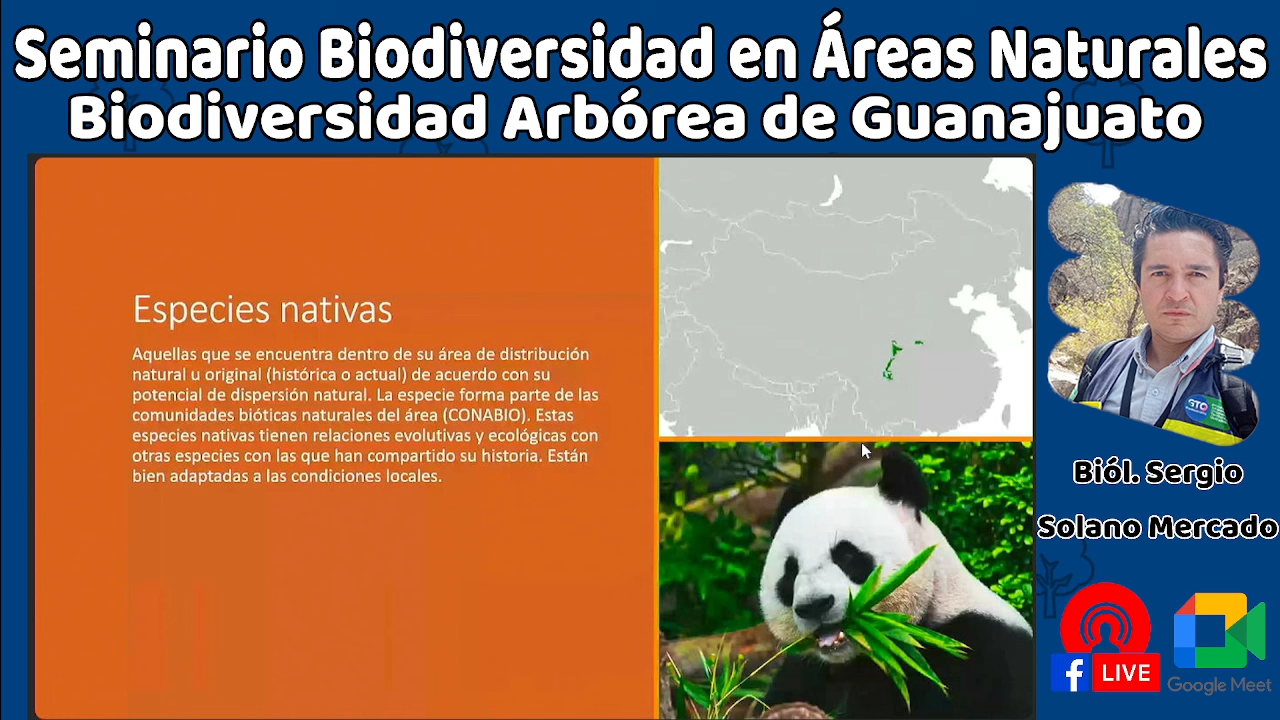 Seminario Biodiversidad en Áreas Naturales
Biodiversidad Arbórea de Guanajuato
Especies nativas
Aquellas que se encuentra dentro de su área de distribución
natural u original (histórica o actual) de acuerdo con su
potencial de dispersión natural. La especie forma parte de las
comunidades bióticas naturales del área (CONABIO). Estas
especies nativas tienen relaciones evolutivas y ecológicas con
otras especies con las que han compartido su historia. Están
bien adaptadas a las condiciones locales.
GTO
Biól. Sergio
Solano Mercado
f LIVE
Google Meet